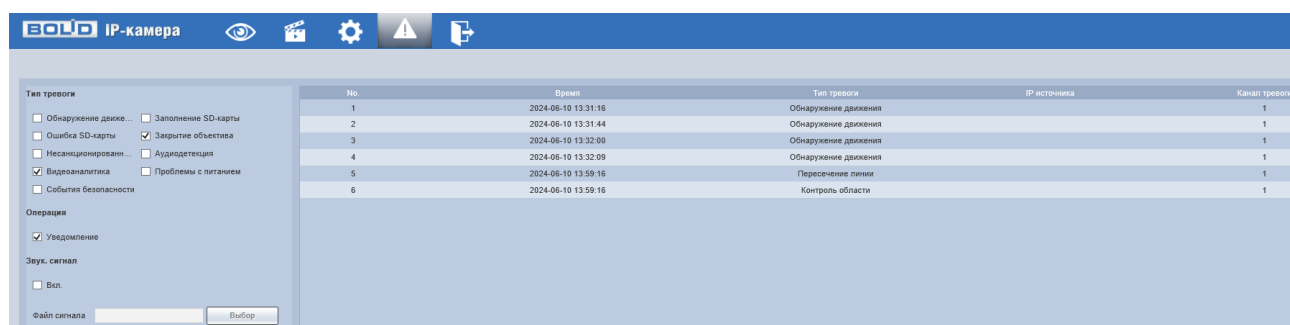 BOLID IP-камера
Тип тревоги
Обнаружение движе... Заполнение SD-карты
Ошибка SD-карты Закрытие объектива
Несанкционированн... Аудиодетекция
Видеоаналитика Проблемы с питанием
События безопасности
Операция
Уведомление
Звук. сигнал
Вкл.
Файл сигнала Выбор
No. Время Тип тревоги IP источника Канал тревоги
1 2024-06-10 13:31:16 Обнаружение движения 1
2 2024-06-10 13:31:44 Обнаружение движения 1
3 2024-06-10 13:32:00 Обнаружение движения 1
4 2024-06-10 13:32:09 Обнаружение движения 1
5 2024-06-10 13:59:16 Пересечение линии 1
6 2024-06-10 13:59:16 Контроль области 1